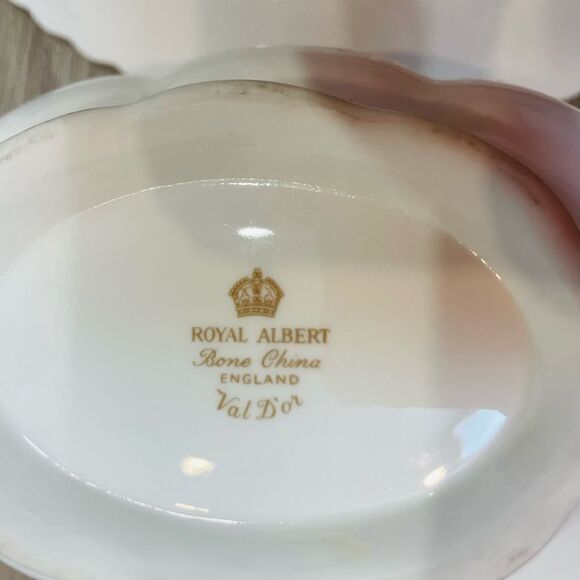 ROYAL ALBERT
Bone China
ENGLAND
Val D'or